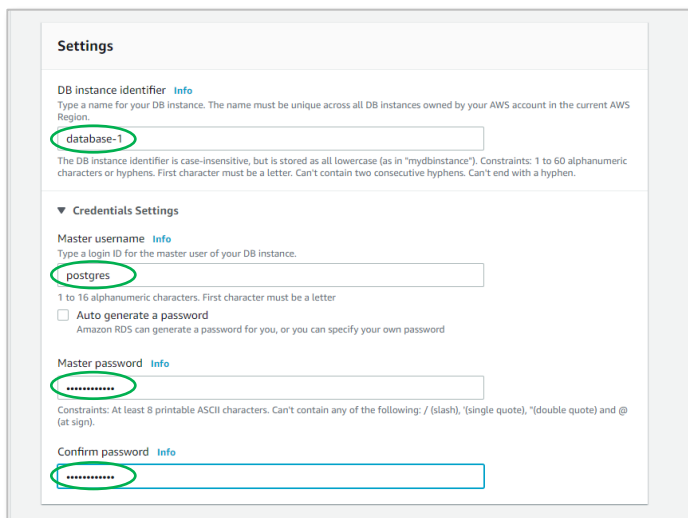 Settings
DB instance identifier Info
Type a name for your DB instance. The name must be unique across all DB instances owned by your AWS account in the current AWS
Region.
database-1
The DB instance identifier is case-insensitive, but is stored as all lowercase (as in "mydbinstance"). Constraints: 1 to 60 alphanumeric
characters or hyphens. First character must be a letter. Can't contain two consecutive hyphens. Can't end with a hyphen.
▼ Credentials Settings
Master username Info
Type a login ID for the master user of your DB instance.
postgres
1 to 16 alphanumeric characters. First character must be a letter
Auto generate a password
Amazon RDS can generate a password for you, or you can specify your own password
Master password Info
••••••••••••
Constraints: At least 8 printable ASCII characters. Can't contain any of the following: / (slash), '(single quote), "(double quote) and @
(at sign).
Confirm password Info
••••••••••••